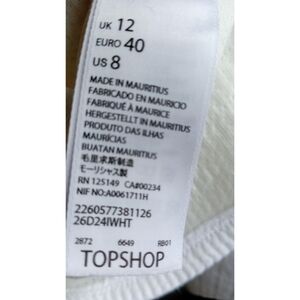 UK 12
EURO 40
US 8
MADE IN MAURITIUS
FABRICADO EN MAURICIO
FABRIQUÉ À MAURICE
HERGESTELLT IN MAURITIUS
PRODUTO DAS ILHAS
MAURÍCIAS
BUATAN MAURITIUS
毛里求斯制造
モーリシャス製
RN 125149 CA#00234
NIF NO:A0061711H
2260577381126
26D24IWHT
2872 6649 RB01
TOPSHOP